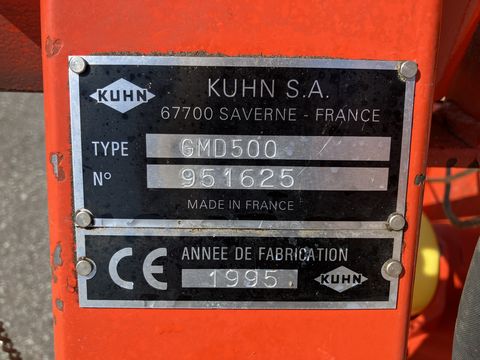 KUHN
KUHN S.A.
67700 SAVERNE - FRANCE
TYPE GMD500
N° 951625
MADE IN FRANCE
CE
ANNEE DE FABRICATION
1995
KUHN